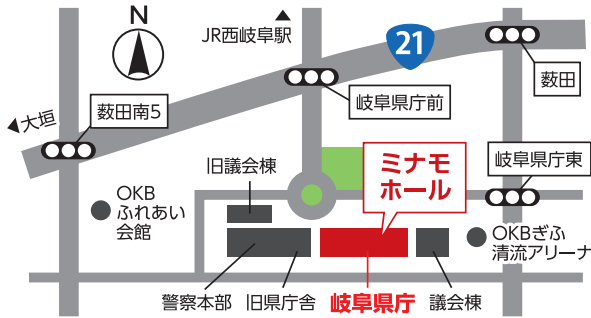 N
JR西岐阜駅
21
薮田
薮田南5
岐阜県庁前
大垣
ミナモ
ホール
岐阜県庁東
旧議会棟
OKB
ふれあい
会館
OKBぎふ
清流アリーナ
警察本部
旧県庁舎
岐阜県庁
議会棟